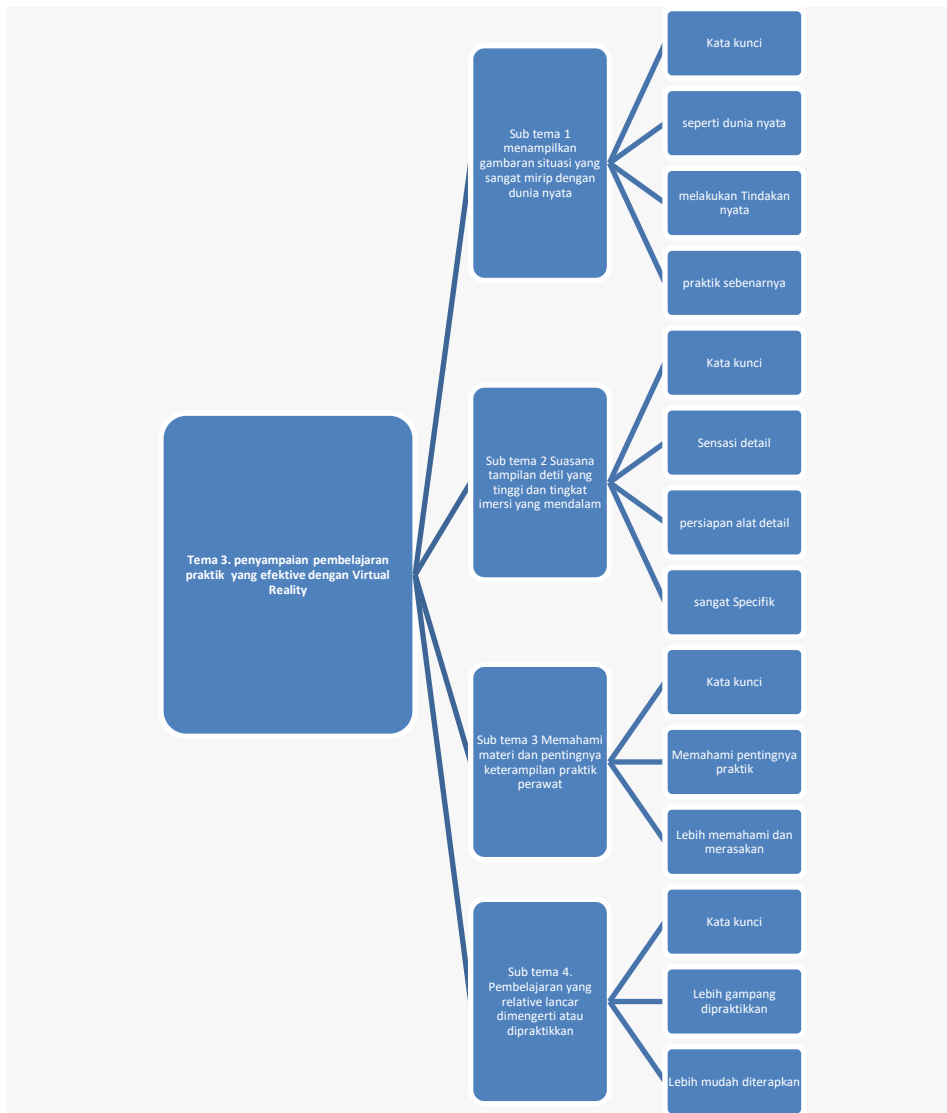 Tema 3. penyampaian pembelajaran
praktik yang efektive dengan Virtual
Reality
Sub tema 1
menampilkan
gambaran situasi yang
sangat mirip dengan
dunia nyata
Kata kunci
seperti dunia nyata
melakukan Tindakan
nyata
praktik sebenarnya
Sub tema 2 Suasana
tampilan detil yang
tinggi dan tingkat
imersi yang mendalam
Kata kunci
Sensasi detail
persiapan alat detail
sangat Specifik
Sub tema 3 Memahami
materi dan pentingnya
keterampilan praktik
perawat
Kata kunci
Memahami pentingnya
praktik
Lebih memahami dan
merasakan
Sub tema 4.
Pembelajaran yang
relative lancar
dimengerti atau
dipraktikkan
Kata kunci
Lebih gampang
dipraktikkan
Lebih mudah diterapkan